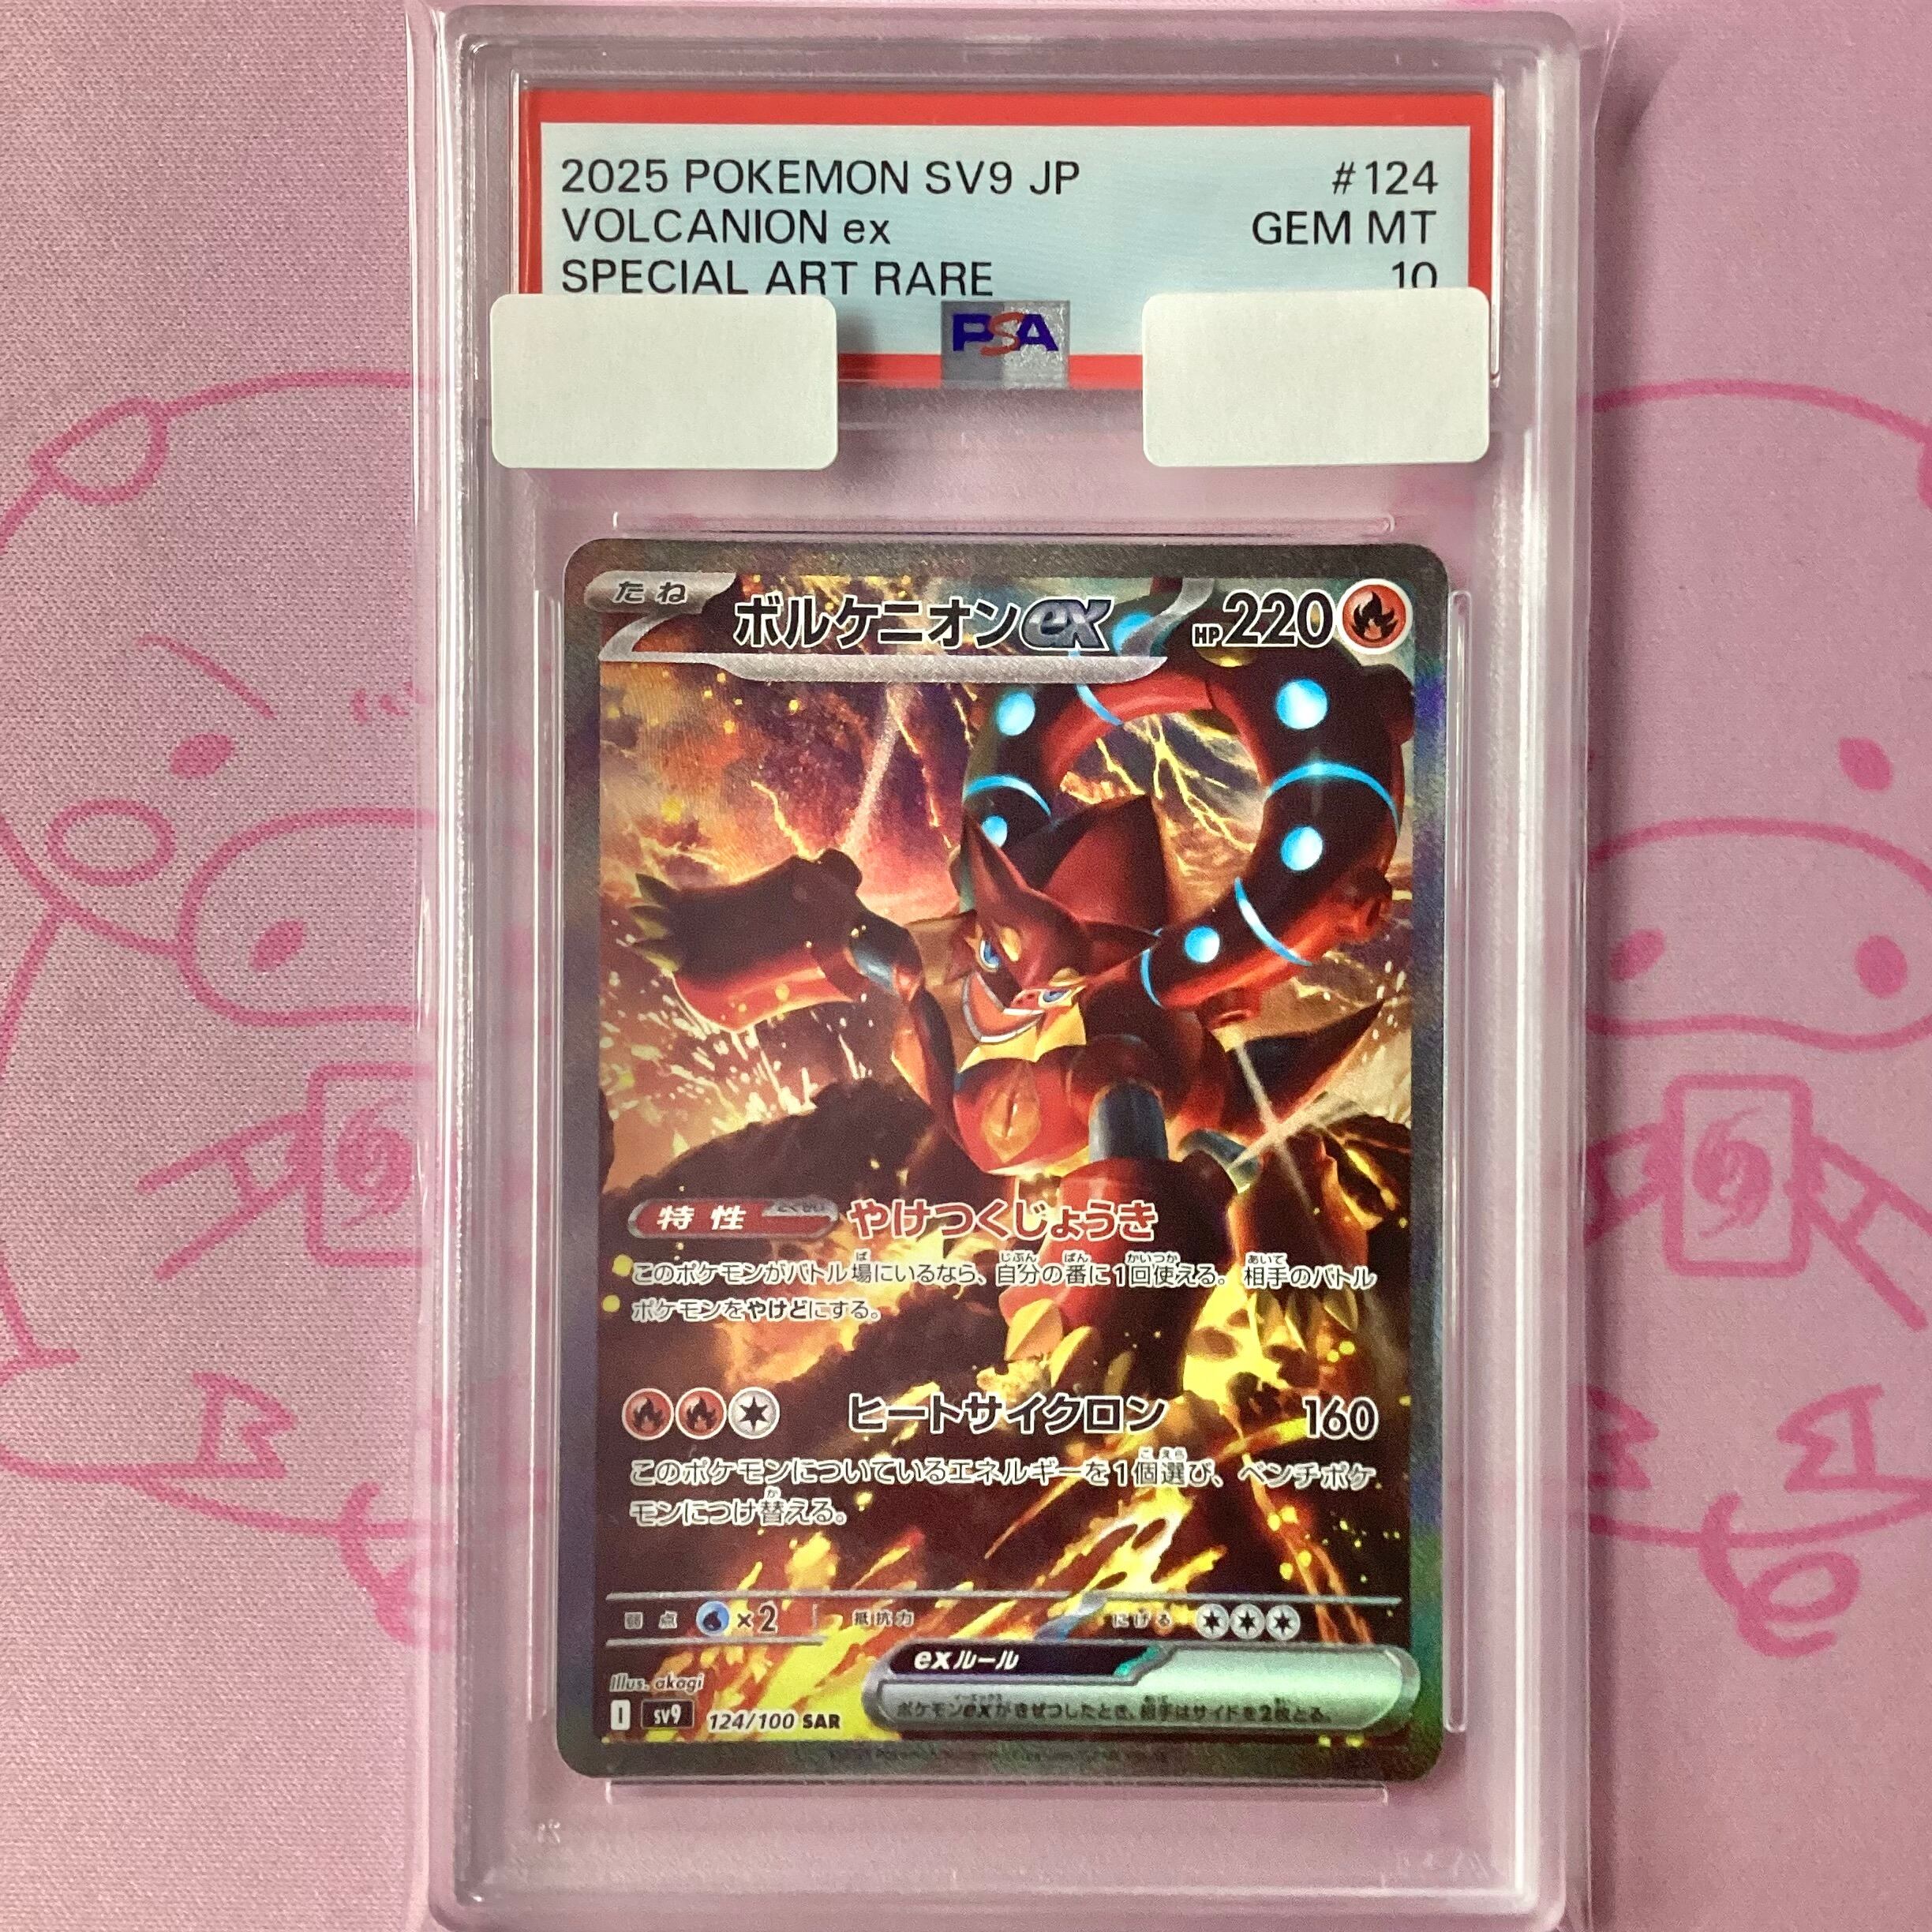 2025 POKEMON SV9 JP #124
VOLCANION ex GEM MT
SPECIAL ART RARE 10
PSA
たね ボルケニオンex HP220
特性 やけつくじょうき
このポケモンがバトル場にいるなら、自分の番に1回使える。相手のバトル
ポケモンをやけどにする。
ヒートサイクロン 160
このポケモンについているエネルギーを1個選び、ベンチポケ
モンにつけ替える。
弱点 ×2 抵抗力 にげる
exルール
ポケモンexがきぜつしたとき、相手はサイドを2枚とる。
Illus. akagi
I SV9 124/100 SAR